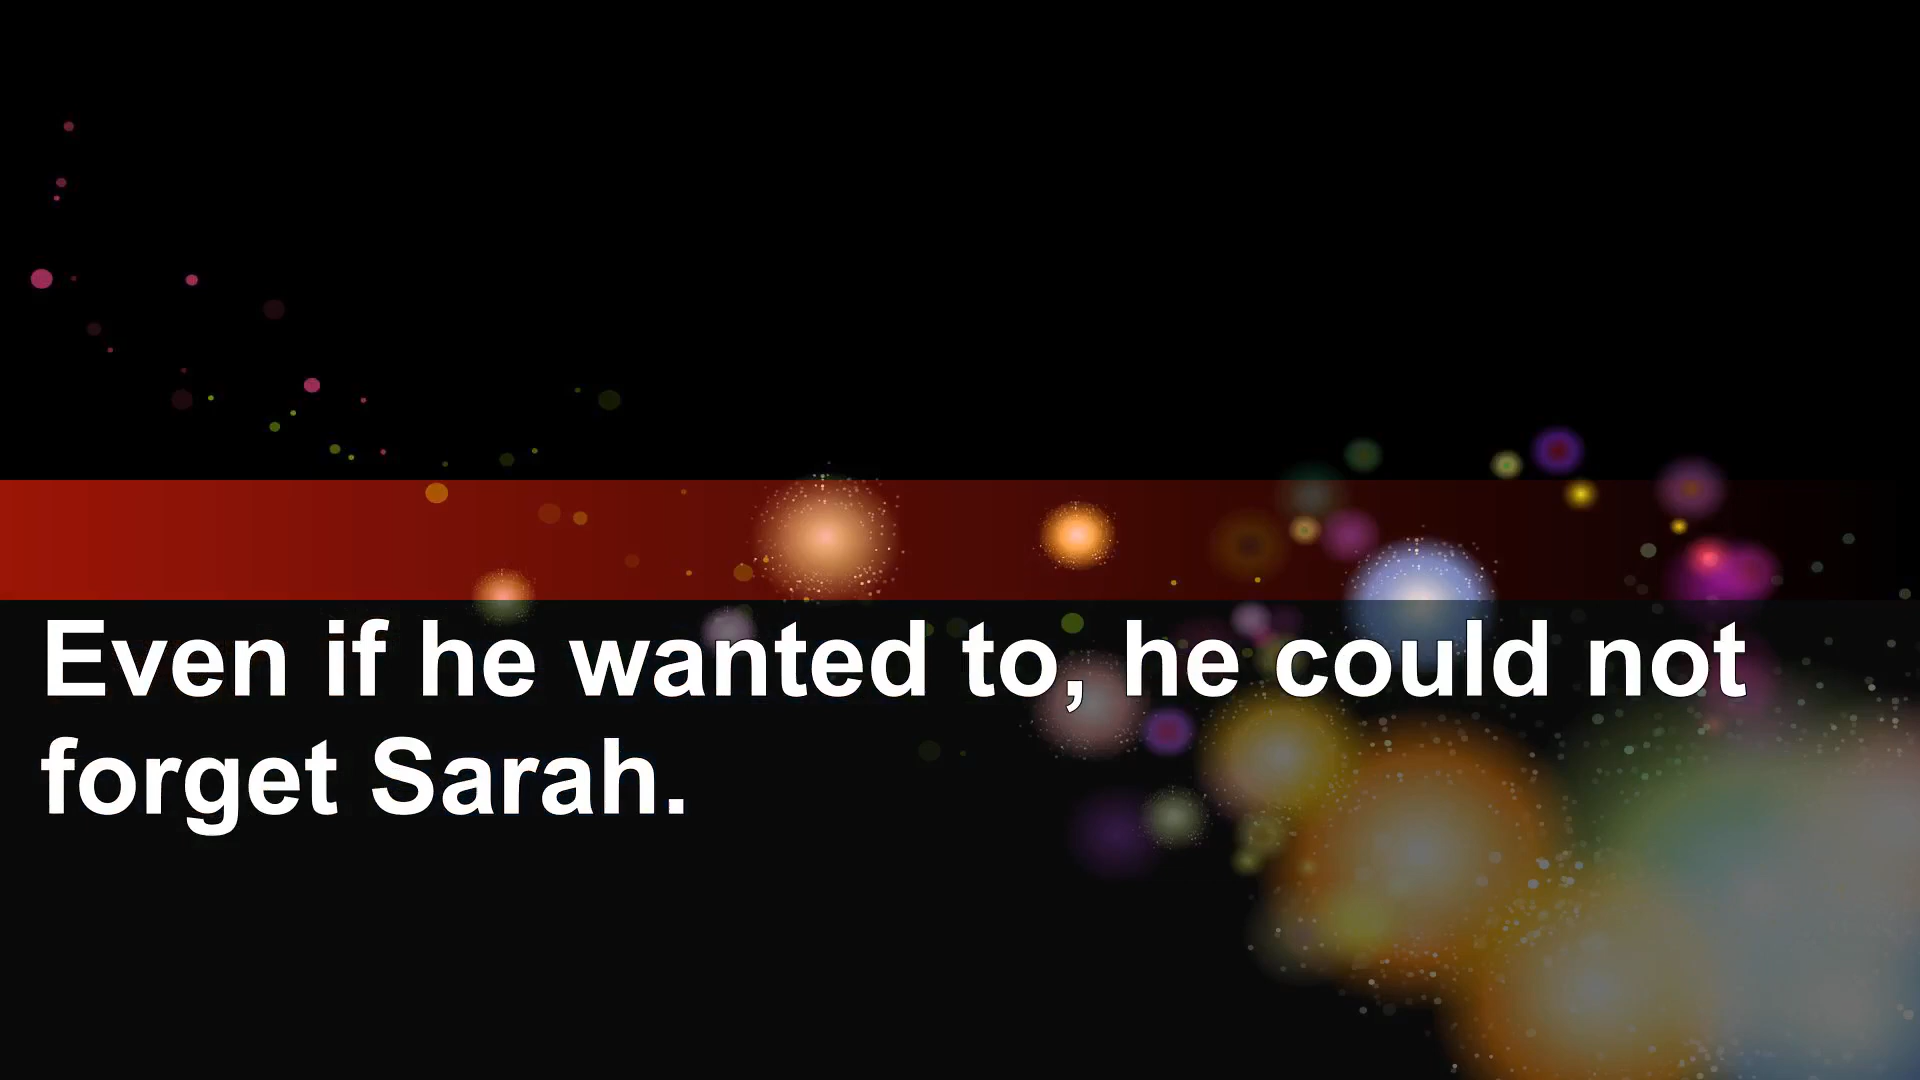 Even if he wanted to, he could not
forget Sarah.